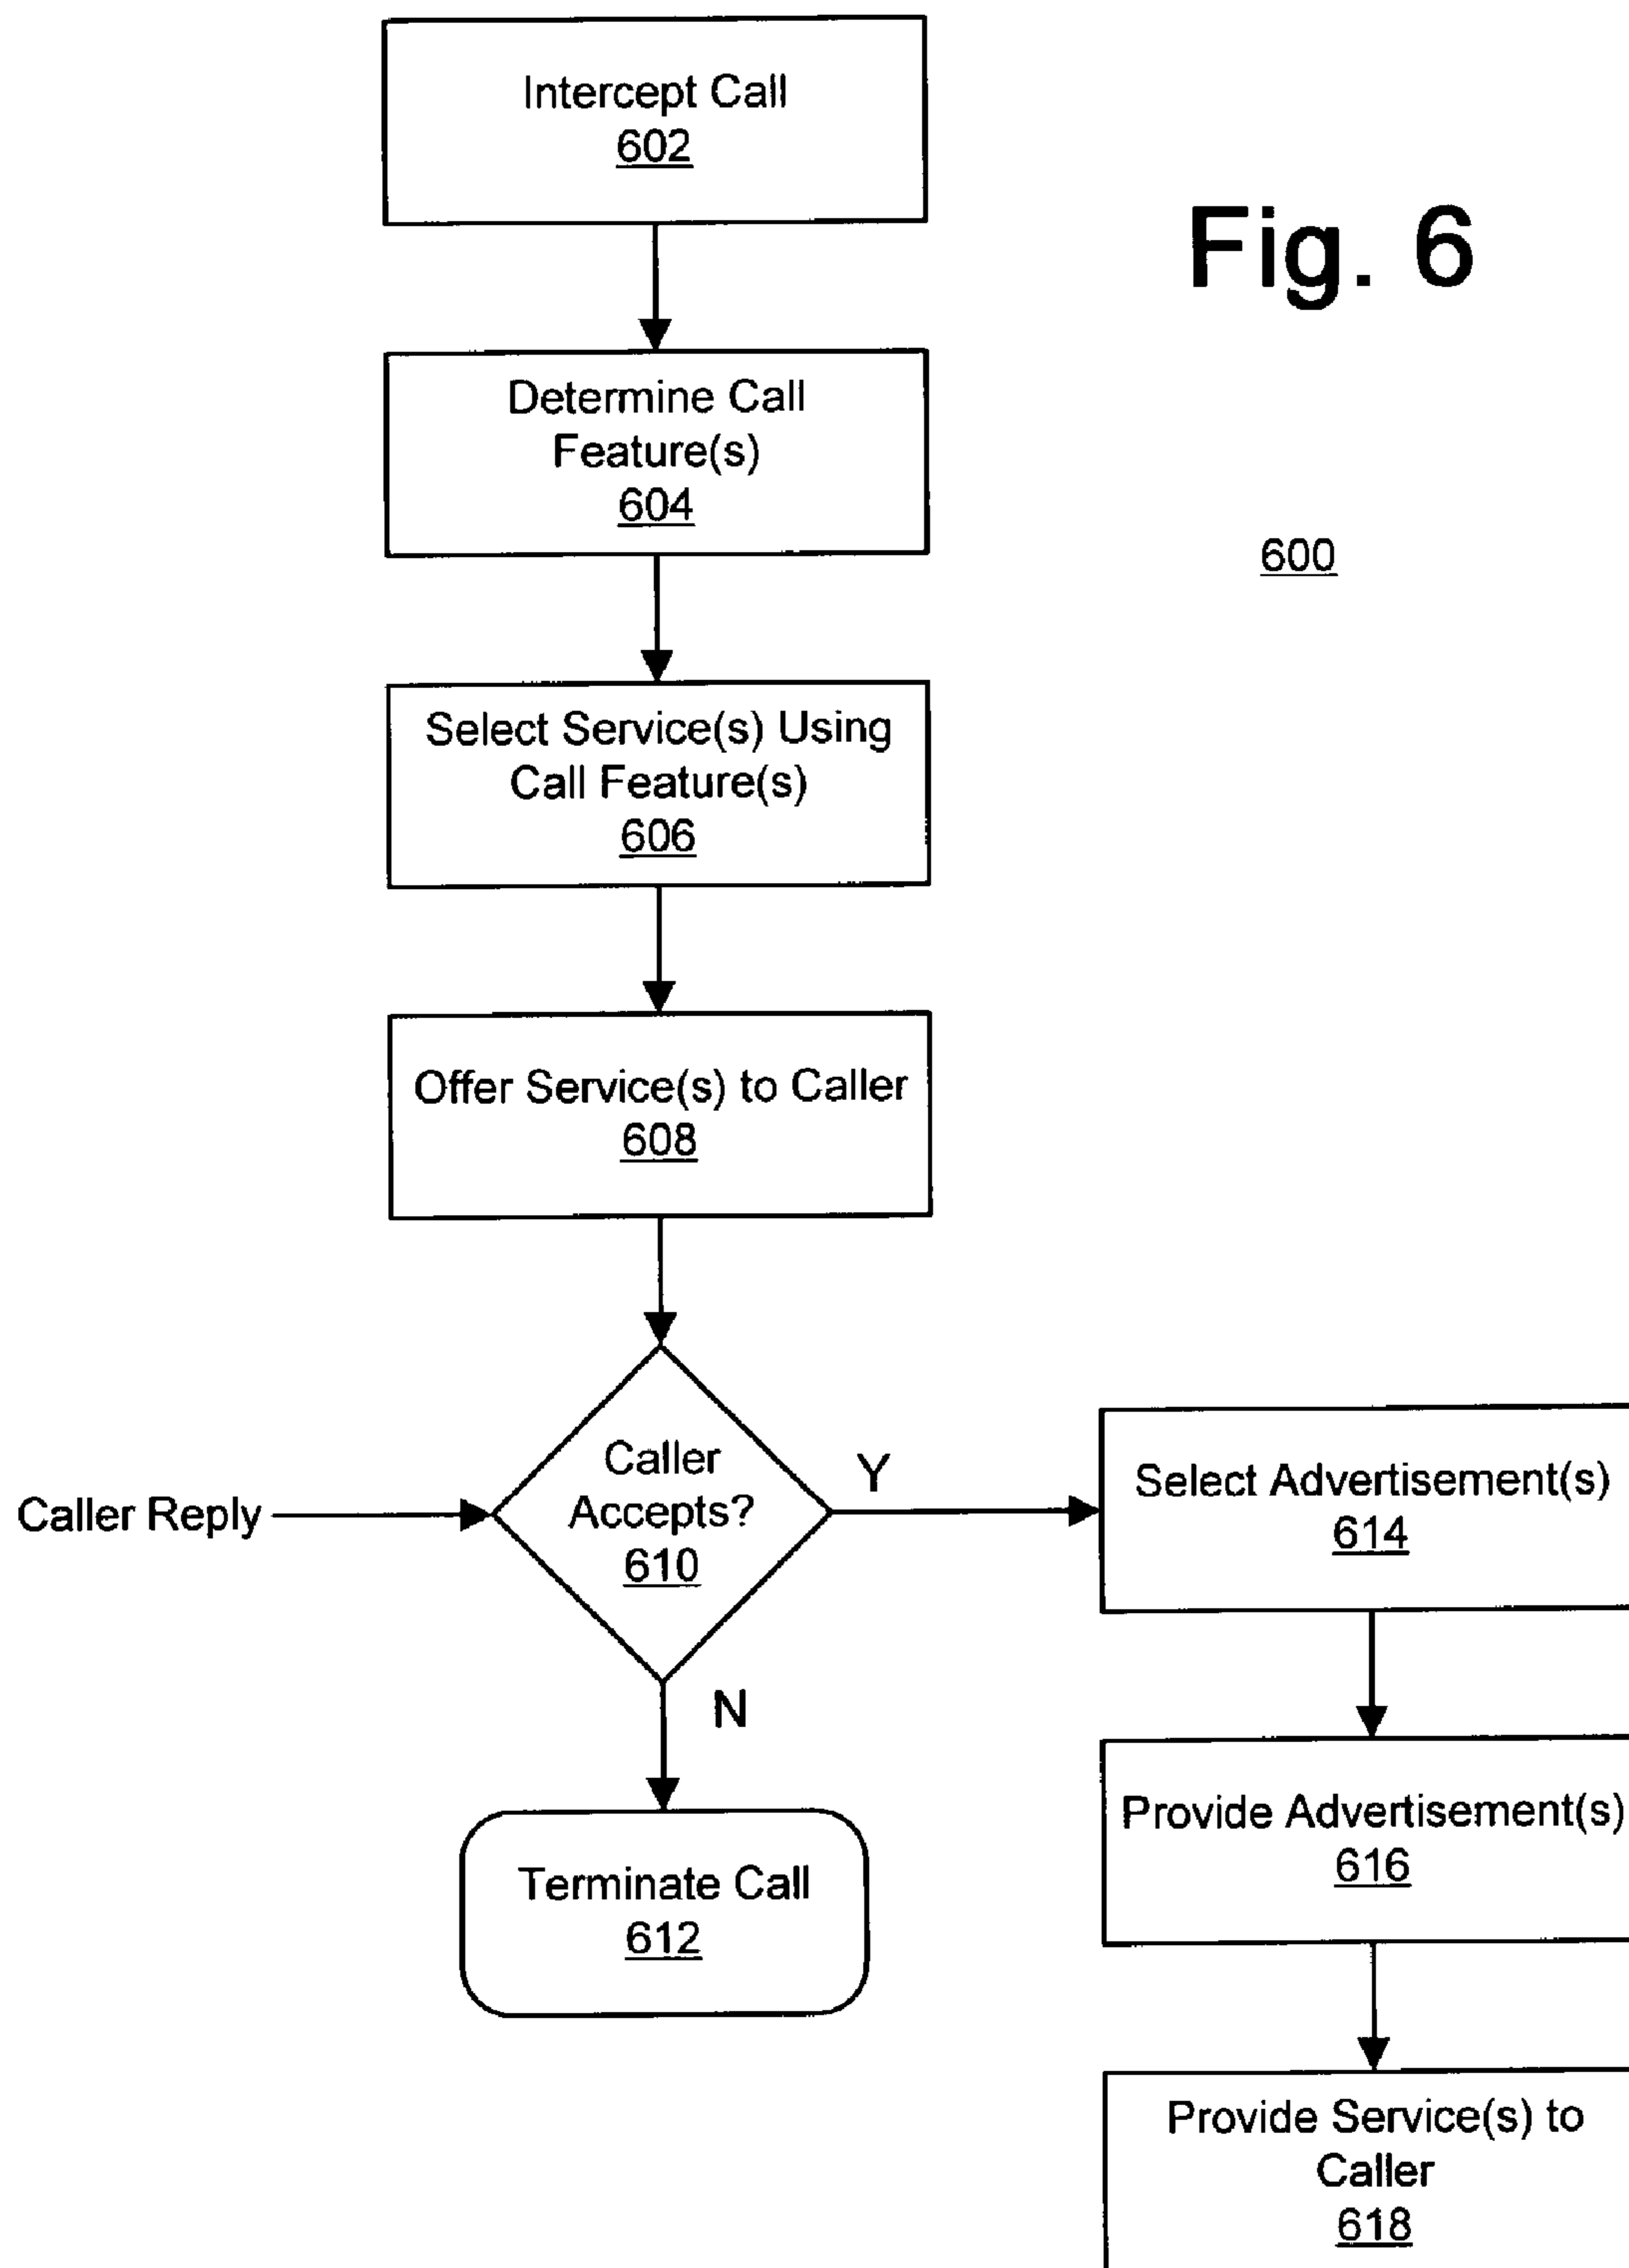 Intercept Call
602
Fig. 6
Determine Call
Feature(s)
604
600
Select Service(s) Using
Call Feature(s)
606
Offer Service(s) to Caller
608
Caller Reply
Caller
Accepts?
610
Y
N
Select Advertisement(s)
614
Terminate Call
612
Provide Advertisement(s)
616
Provide Service(s) to
Caller
618